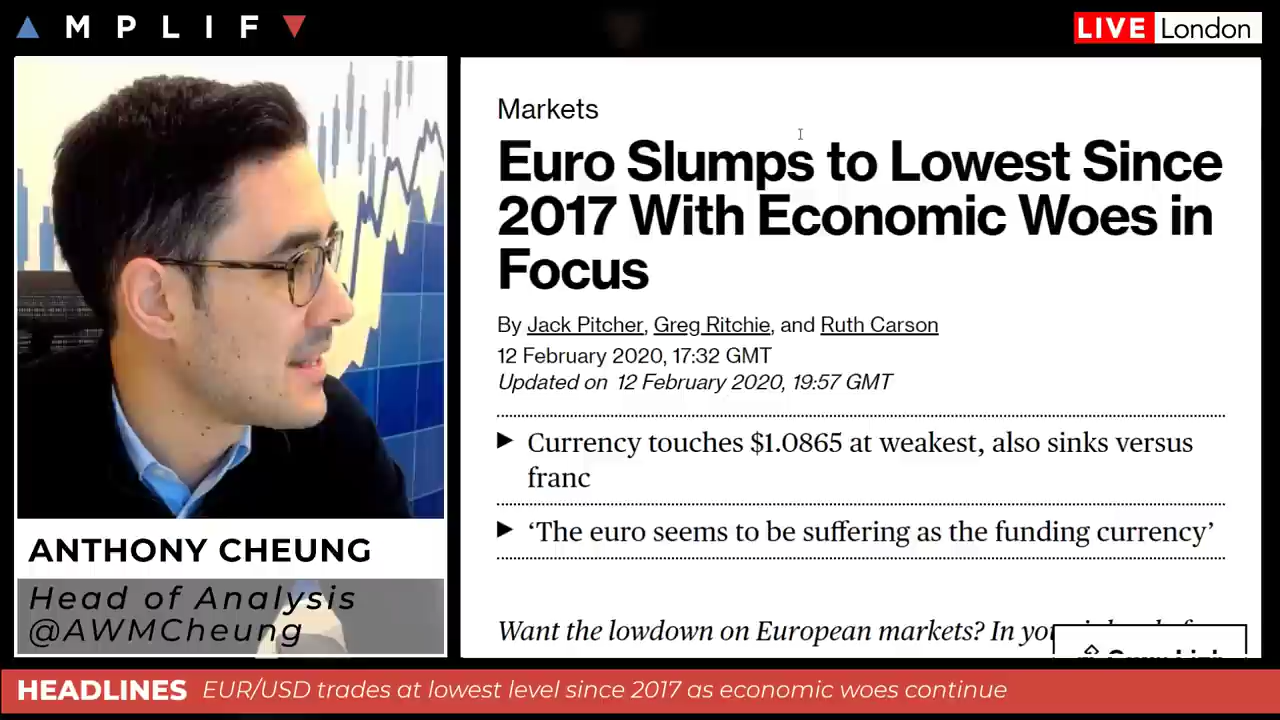 MPLIF
LIVE London
Markets
Euro Slumps to Lowest Since
2017 With Economic Woes in
Focus
By Jack Pitcher, Greg Ritchie, and Ruth Carson
12 February 2020, 17:32 GMT
Updated on 12 February 2020, 19:57 GMT
Currency touches $1.0865 at weakest, also sinks versus
franc
‘The euro seems to be suffering as the funding currency’
Want the lowdown on European markets? In
ANTHONY CHEUNG
Head of Analysis
@AWMCheung
HEADLINES EUR/USD trades at lowest level since 2017 as economic woes continue